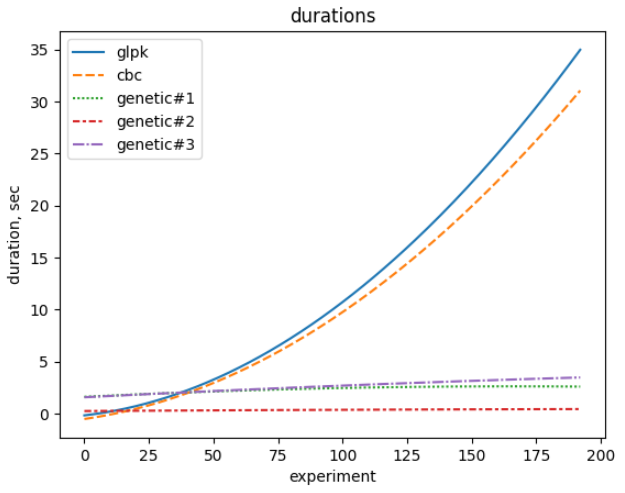 durations
glpk
cbc
genetic#1
genetic#2
genetic#3
duration, sec
35
30
25
20
15
10
5
0
0 25 50 75 100 125 150 175 200
experiment